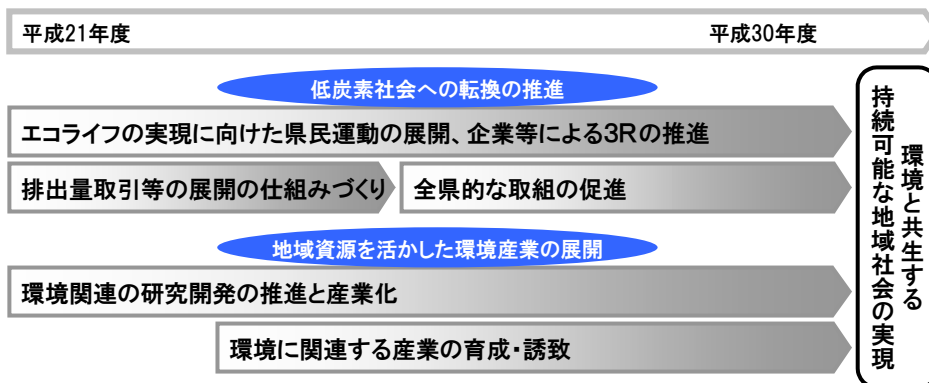 平成21年度
平成30年度
低炭素社会への転換の推進
エコライフの実現に向けた県民運動の展開、企業等による3Rの推進
排出量取引等の展開の仕組みづくり
全県的な取組の促進
地域資源を活かした環境産業の展開
環境関連の研究開発の推進と産業化
環境に関連する産業の育成・誘致
環境と共生する
持続可能な地域社会の実現